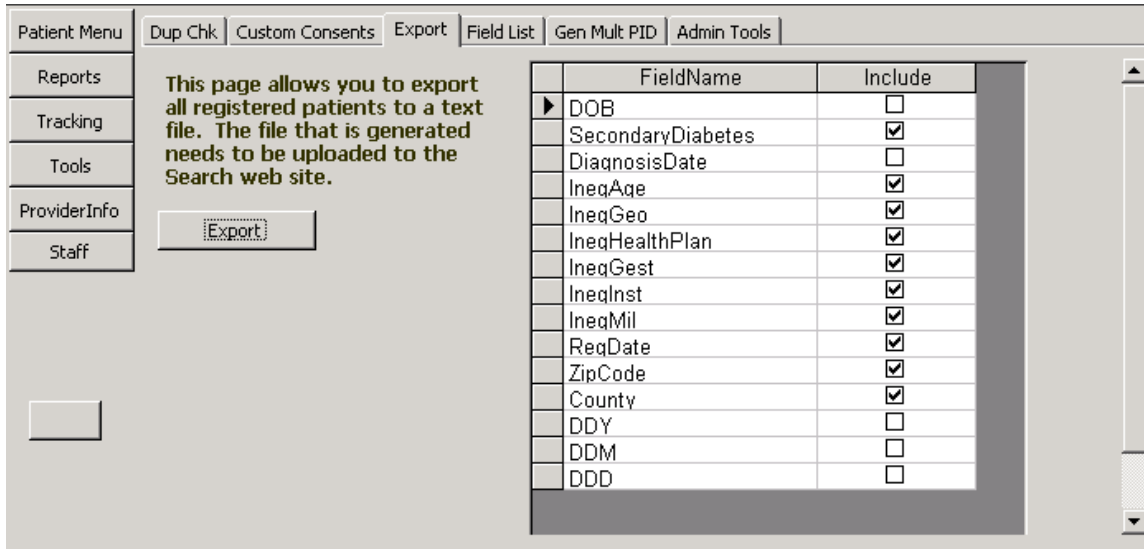 Patient Menu
Dup Chk Custom Consents Export Field List Gen Mult PID Admin Tools
Reports
Tracking
Tools
ProviderInfo
Staff
This page allows you to export
all registered patients to a text
file. The file that is generated
needs to be uploaded to the
Search web site.
Export
FieldName Include
DOB
SecondaryDiabetes
DiagnosisDate
IneqAge
IneqGeo
IneqHealthPlan
IneqGest
IneqInst
IneqMil
RegDate
ZipCode
County
DDY
DDM
DDD